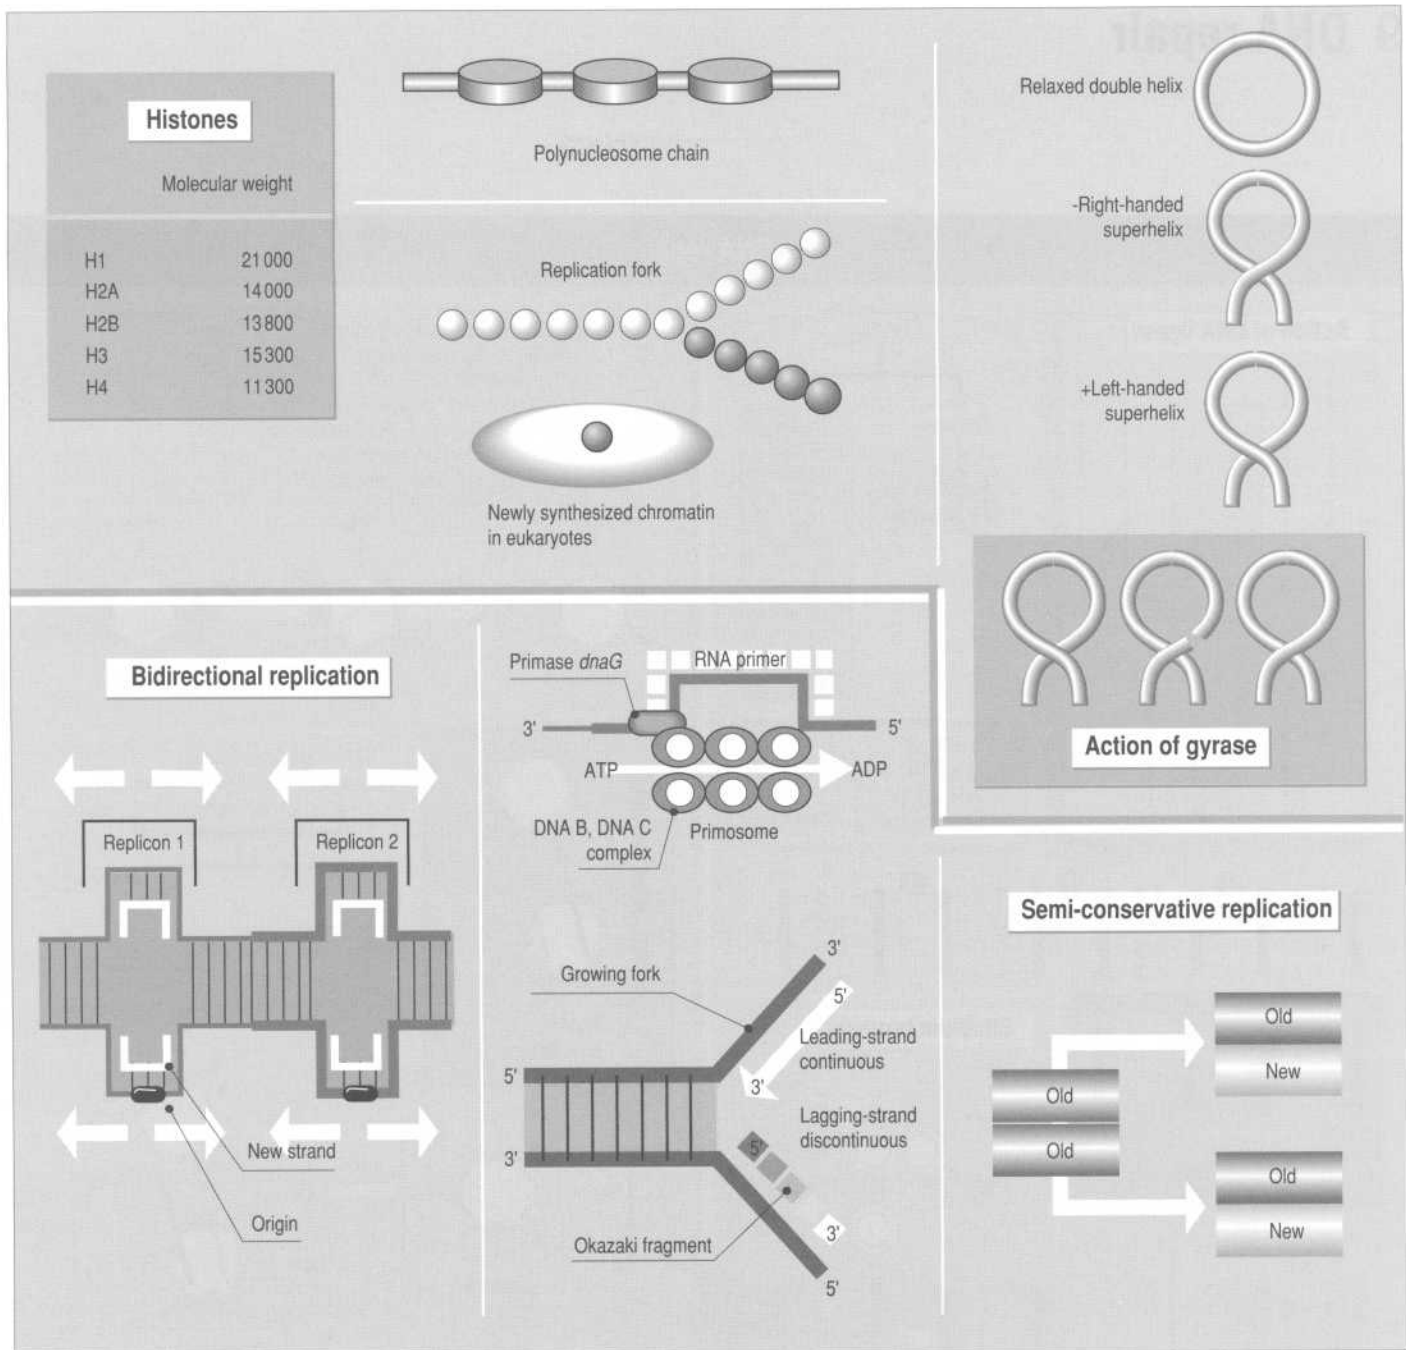 9 DNA repair
Histones
Molecular weight
H1 21 000
H2A 14 000
H2B 13 800
H3 15 300
H4 11 300
Polynucleosome chain
Replication fork
Newly synthesized chromatin
in eukaryotes
Relaxed double helix
-Right-handed
superhelix
+Left-handed
superhelix
Action of gyrase
Bidirectional replication
Replicon 1
Replicon 2
New strand
Origin
Primase dnaG
RNA primer
3'
5'
ATP
ADP
DNA B, DNA C
complex
Primosome
Growing fork
3'
5'
Leading-strand
continuous
5'
3'
Lagging-strand
discontinuous
3'
5'
Okazaki fragment
3'
5'
Semi-conservative replication
Old
New
Old
Old
Old
New